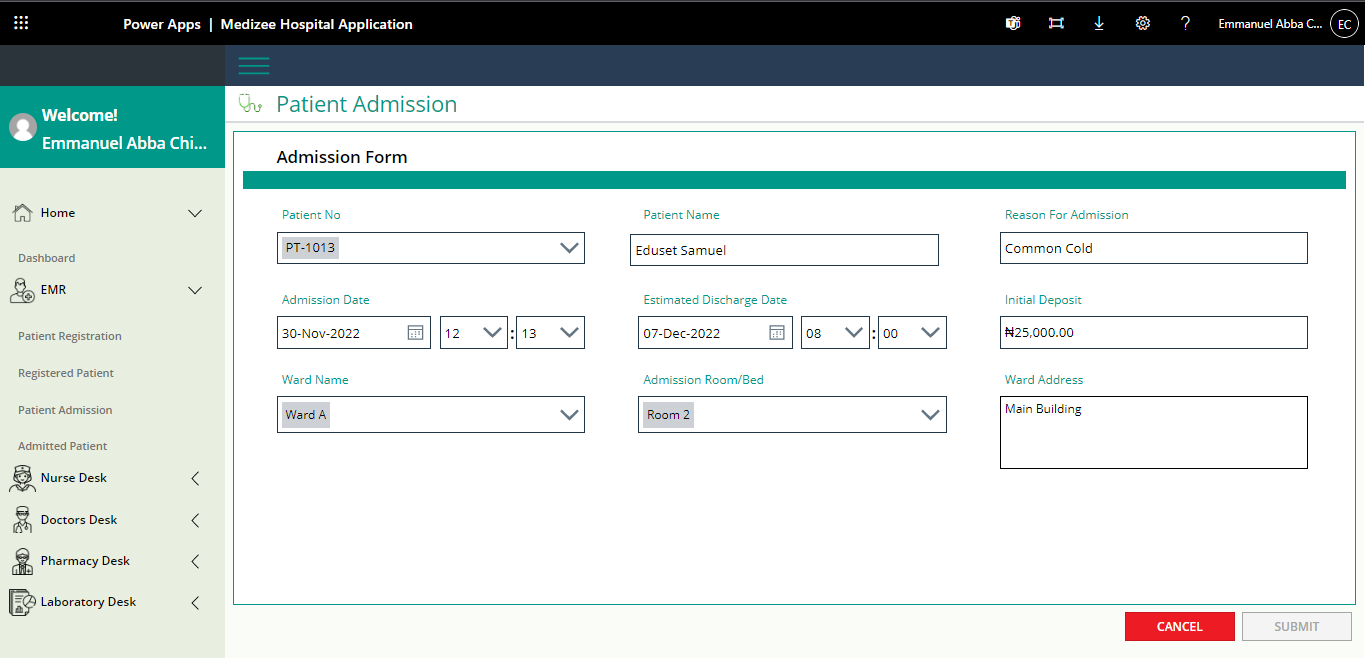 Power Apps | Medizee Hospital Application
? Emmanuel Abba C... EC
Welcome!
Emmanuel Abba Chi...
Home
Dashboard
EMR
Patient Registration
Registered Patient
Patient Admission
Admitted Patient
Nurse Desk
Doctors Desk
Pharmacy Desk
Laboratory Desk
Patient Admission
Admission Form
Patient No Patient Name Reason For Admission
PT-1013 Eduset Samuel Common Cold
Admission Date Estimated Discharge Date Initial Deposit
30-Nov-2022 12 : 13 07-Dec-2022 08 : 00 ₦25,000.00
Ward Name Admission Room/Bed Ward Address
Ward A Room 2 Main Building
CANCEL SUBMIT